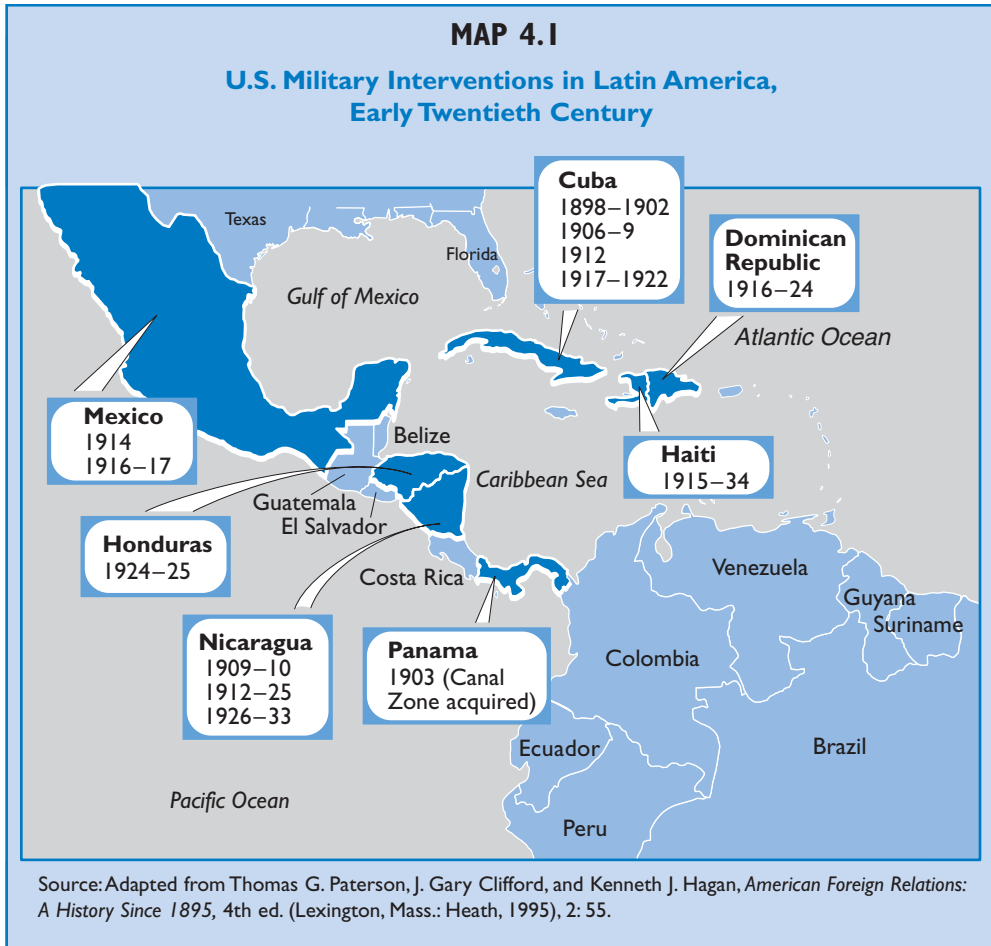 MAP 4.1
U.S. Military Interventions in Latin America,
Early Twentieth Century
Cuba
1898–1902
1906–9
1912
1917–1922
Dominican
Republic
1916–24
Texas
Florida
Gulf of Mexico
Atlantic Ocean
Mexico
1914
1916–17
Belize
Caribbean Sea
Haiti
1915–34
Guatemala
El Salvador
Honduras
1924–25
Costa Rica
Venezuela
Guyana
Suriname
Nicaragua
1909–10
1912–25
1926–33
Panama
1903 (Canal
Zone acquired)
Colombia
Ecuador
Brazil
Pacific Ocean
Peru
Source: Adapted from Thomas G. Paterson, J. Gary Clifford, and Kenneth J. Hagan, American Foreign Relations:
A History Since 1895, 4th ed. (Lexington, Mass.: Heath, 1995), 2: 55.